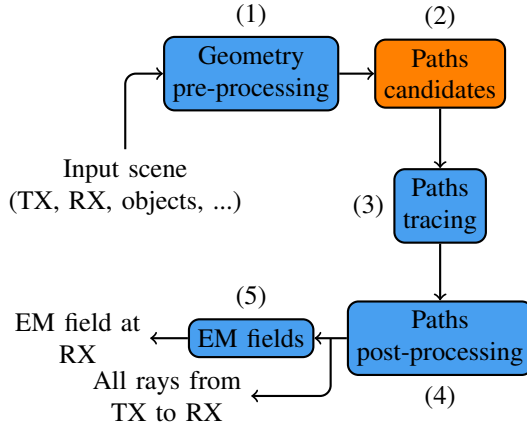 (1)
Geometry
pre-processing
(2)
Paths
candidates
Input scene
(TX, RX, objects, ...)
(3)
Paths
tracing
(4)
Paths
post-processing
(5)
EM fields
EM field at
RX
All rays from
TX to RX